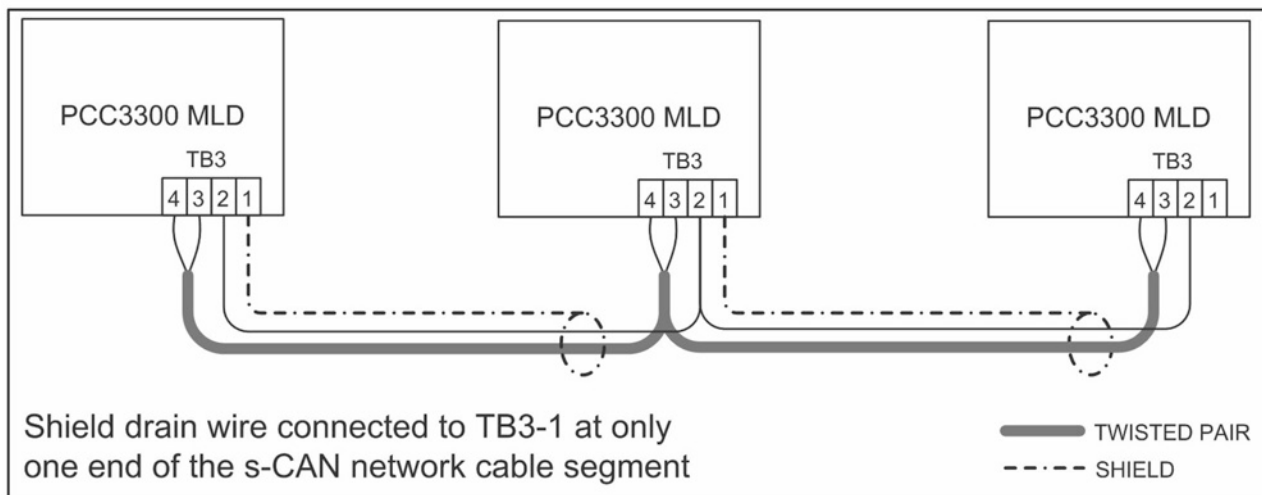 PCC3300 MLD
TB3
4 3 2 1
PCC3300 MLD
TB3
4 3 2 1
PCC3300 MLD
TB3
4 3 2 1
Shield drain wire connected to TB3-1 at only
one end of the s-CAN network cable segment
TWISTED PAIR
SHIELD